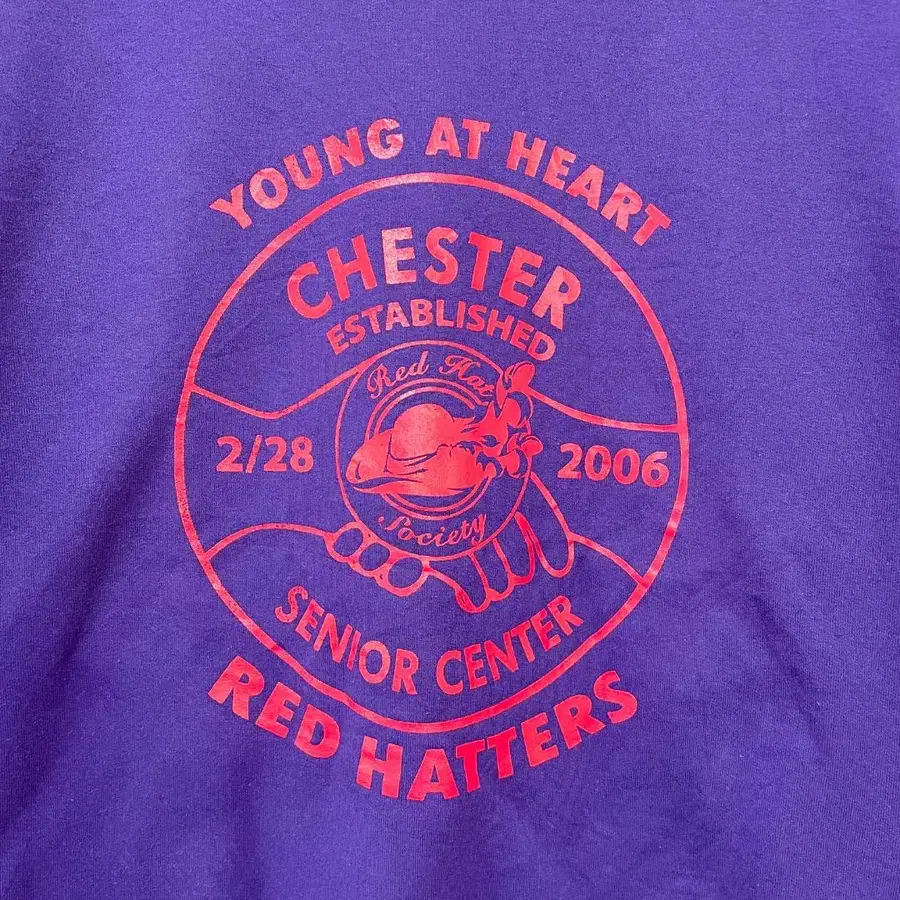 YOUNG AT HEART
CHESTER
ESTABLISHED
Red Hat
2/28
2006
Society
SENIOR CENTER
RED HATTERS